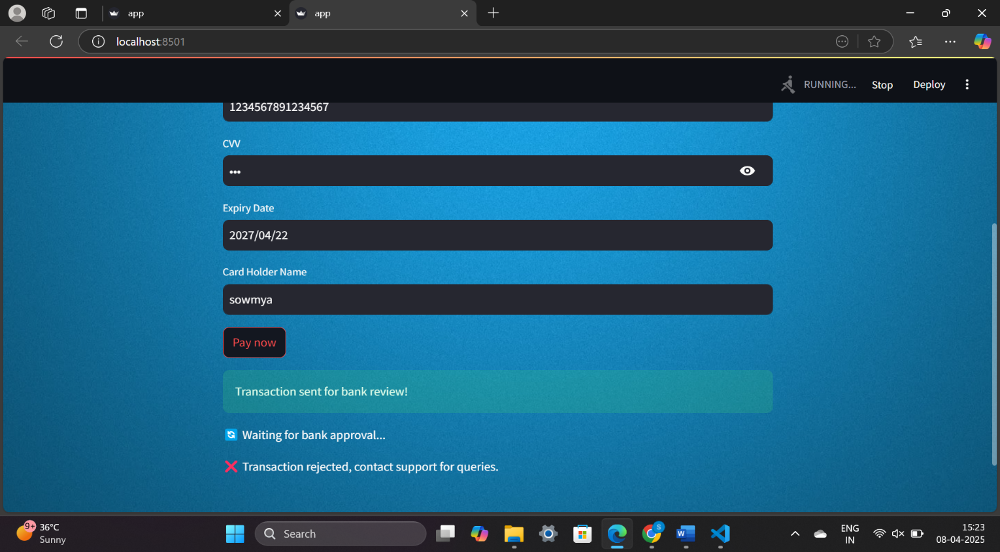 app
app
localhost:8501
RUNNING...
Stop
Deploy
1234567891234567
CVV
•••
Expiry Date
2027/04/22
Card Holder Name
sowmya
Pay now
Transaction sent for bank review!
Waiting for bank approval...
Transaction rejected, contact support for queries.
9+
36°C
Sunny
Search
S
W
ENG
IN
15:23
08-04-2025